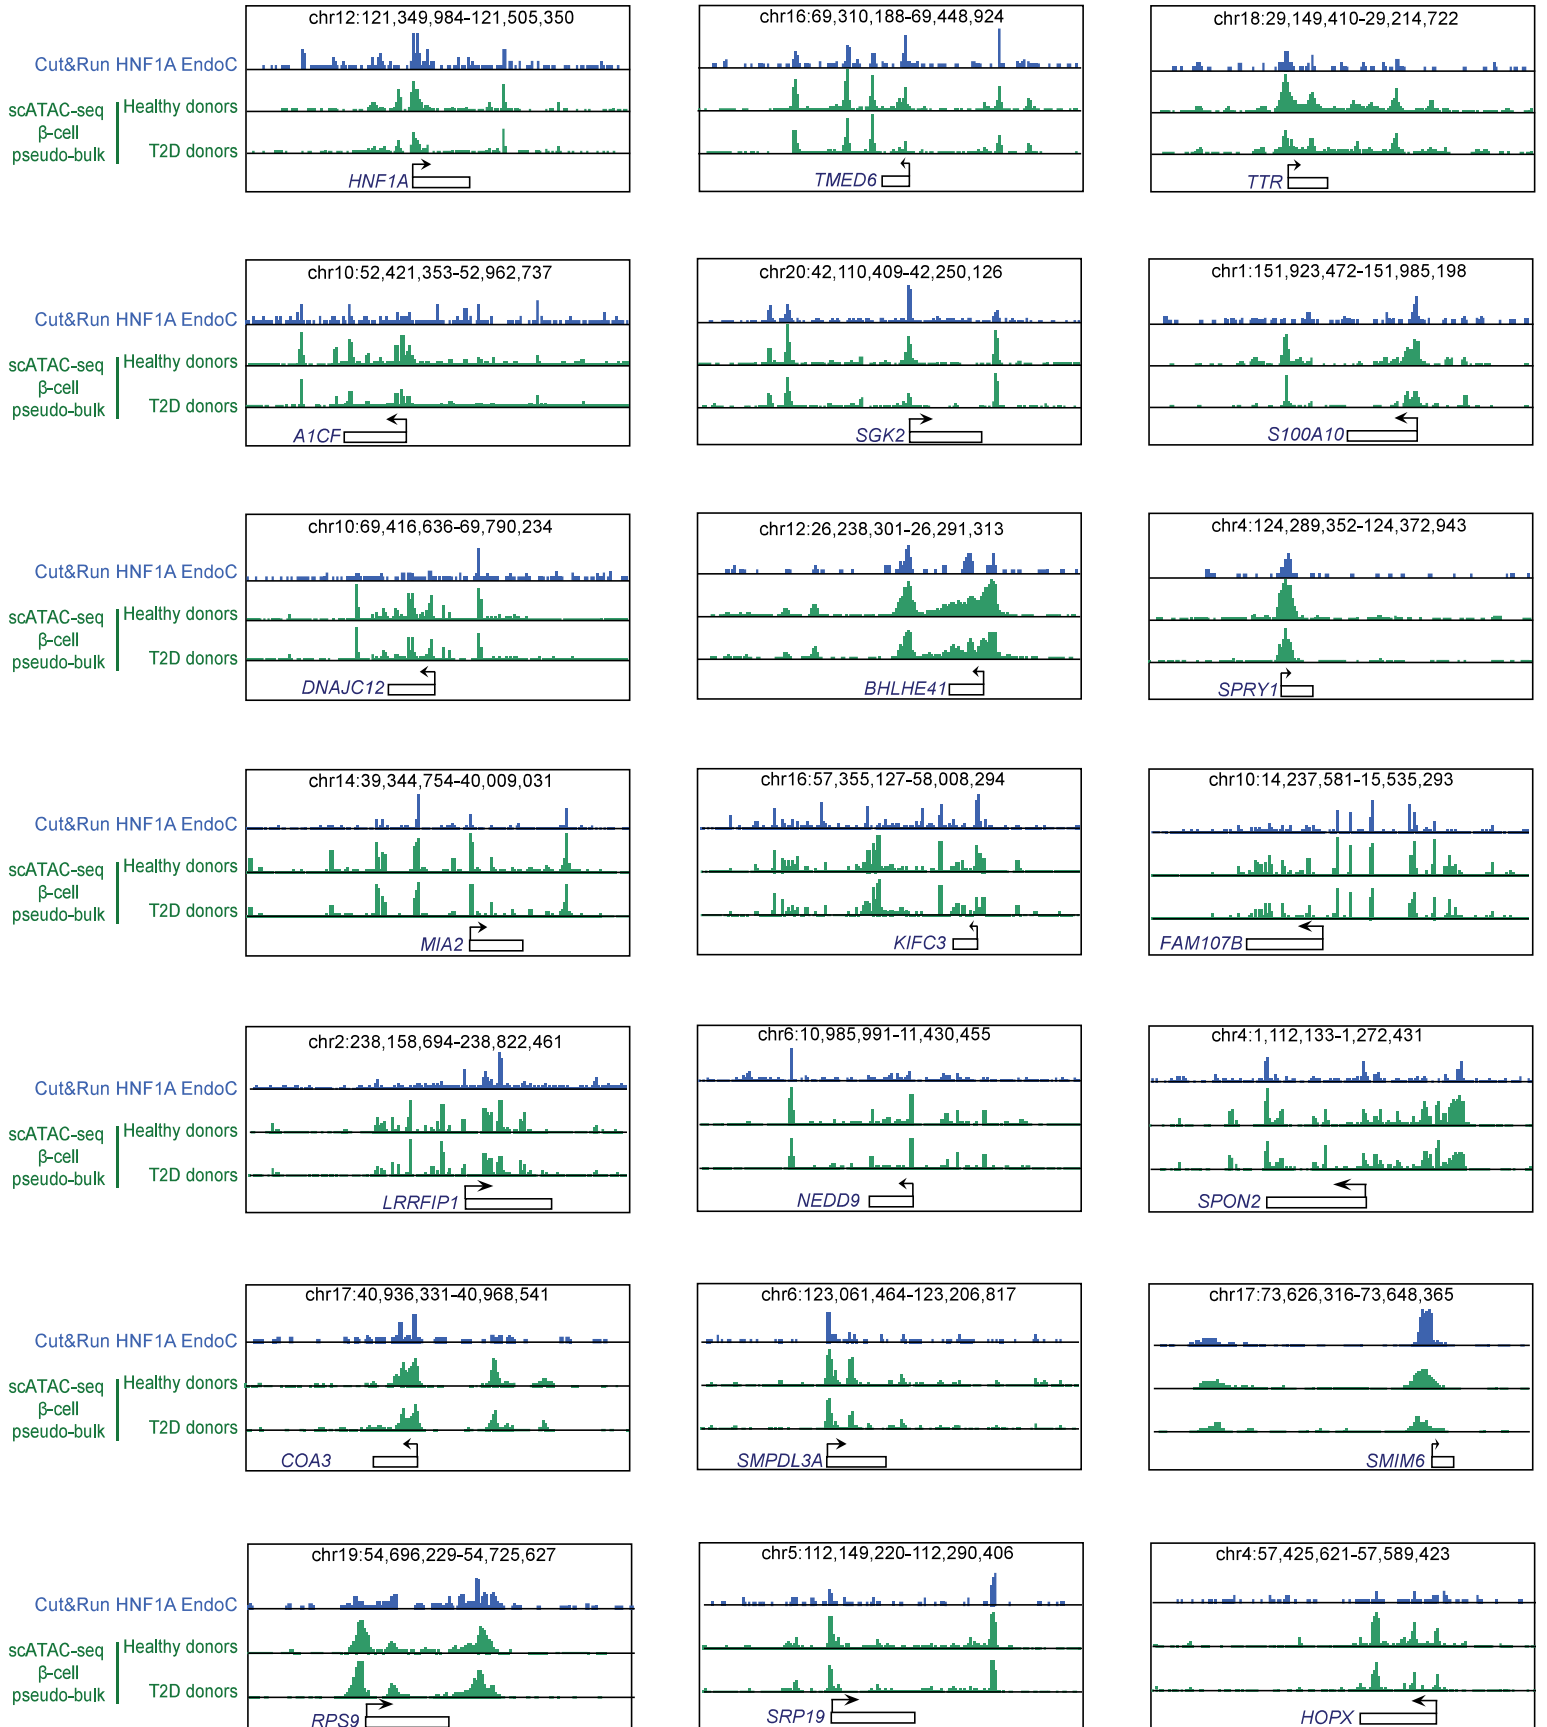 chr12:121,349,984-121,505,350
chr16:69,310,188-69,448,924
chr18:29,149,410-29,214,722
Cut&Run HNF1A EndoC
scATAC-seq
β-cell
pseudo-bulk
Healthy donors
T2D donors
HNF1A
TMED6
TTR
chr10:52,421,353-52,962,737
chr20:42,110,409-42,250,126
chr1:151,923,472-151,985,198
Cut&Run HNF1A EndoC
scATAC-seq
β-cell
pseudo-bulk
Healthy donors
T2D donors
A1CF
SGK2
S100A10
chr10:69,416,636-69,790,234
chr12:26,238,301-26,291,313
chr4:124,289,352-124,372,943
Cut&Run HNF1A EndoC
scATAC-seq
β-cell
pseudo-bulk
Healthy donors
T2D donors
DNAJC12
BHLHE41
SPRY1
chr14:39,344,754-40,009,031
chr16:57,355,127-58,008,294
chr10:14,237,581-15,535,293
Cut&Run HNF1A EndoC
scATAC-seq
β-cell
pseudo-bulk
Healthy donors
T2D donors
MIA2
KIFC3
FAM107B
chr2:238,158,694-238,822,461
chr6:10,985,991-11,430,455
chr4:1,112,133-1,272,431
Cut&Run HNF1A EndoC
scATAC-seq
β-cell
pseudo-bulk
Healthy donors
T2D donors
LRRFIP1
NEDD9
SPON2
chr17:40,936,331-40,968,541
chr6:123,061,464-123,206,817
chr17:73,626,316-73,648,365
Cut&Run HNF1A EndoC
scATAC-seq
β-cell
pseudo-bulk
Healthy donors
T2D donors
COA3
SMPDL3A
SMIM6
chr19:54,696,229-54,725,627
chr5:112,149,220-112,290,406
chr4:57,425,621-57,589,423
Cut&Run HNF1A EndoC
scATAC-seq
β-cell
pseudo-bulk
Healthy donors
T2D donors
RPS9
SRP19
HOPX